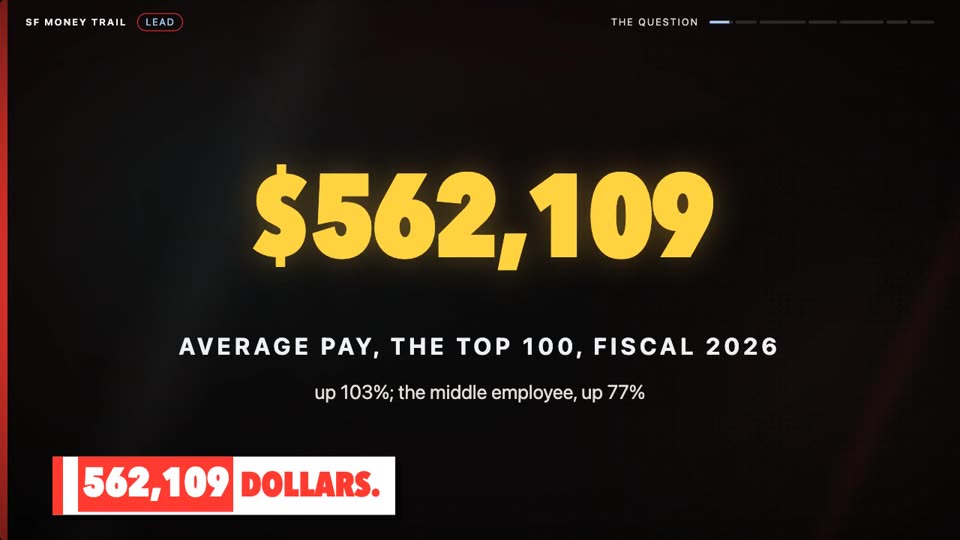 SF MONEY TRAIL LEAD THE QUESTION
$562,109
AVERAGE PAY, THE TOP 100, FISCAL 2026
up 103%; the middle employee, up 77%
562,109 DOLLARS.